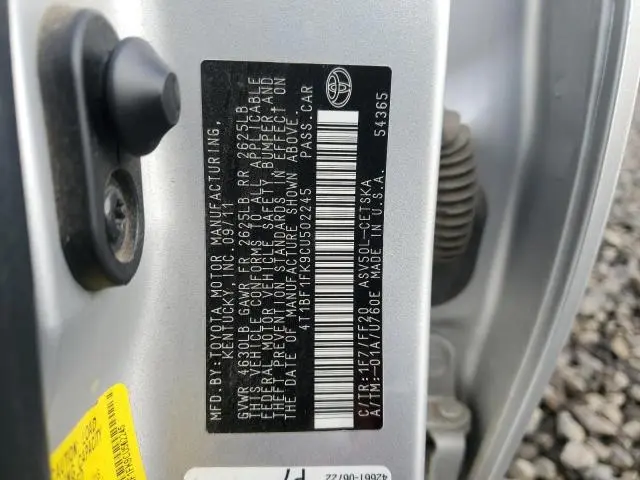 MFD.BY-TOYOTA MOTOR MANUFACTURING,
KENTUCKY, INC. 09/11
GVWR 4630LB GAWR FR 2625LB RR 2625LB
THIS VEHICLE CONFORMS TO ALL APPLICABLE
FEDERAL MOTOR VEHICLE SAFETY, BUMPER, AND
THEFT PREVENTION STANDARDS IN EFFECT ON
THE DATE OF MANUFACTURE SHOWN ABOVE.
4T1BF1FK9CU502245 PASS.CAR
C/TR:1F7/FF20 ASV50L-CETSKA
A/TM:-01A/U760E MADE IN U.S.A.
54365
42661-06722